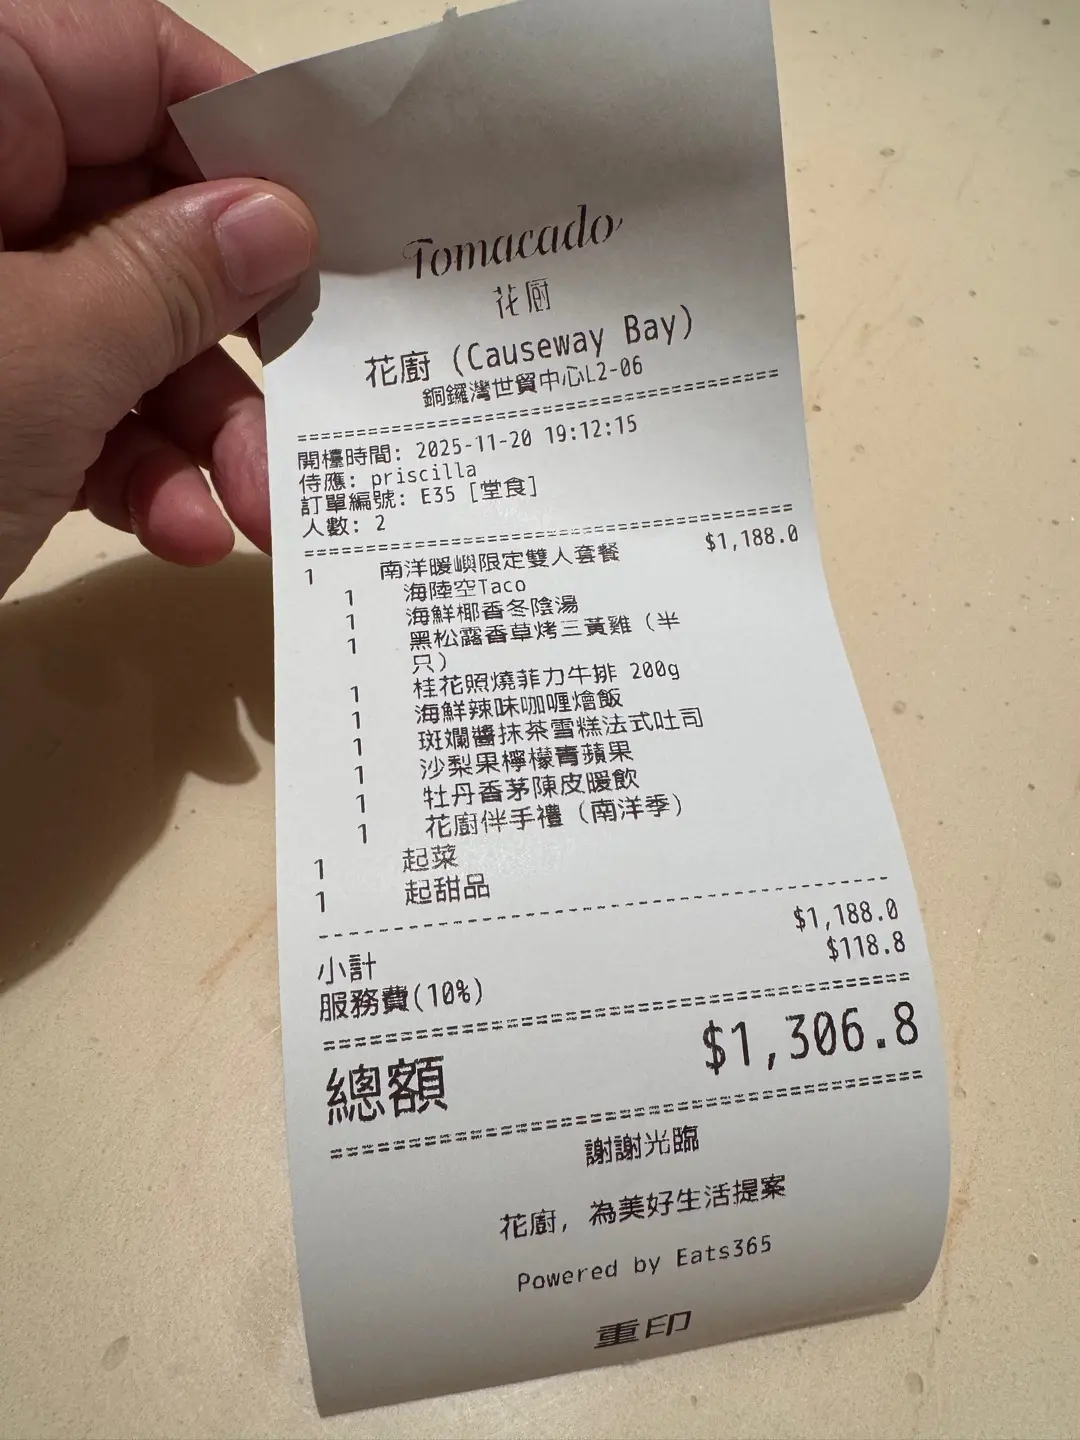 Tomacado
花廚
花廚 (Causeway Bay)
銅鑼灣世貿中心L2-06
開檯時間: 2025-11-20 19:12:15
侍應: priscilla
訂單編號: E35 [堂食]
人數: 2
1 南洋暖嶼限定雙人套餐 $1,188.0
1 海陸空Taco
1 海鮮椰香冬陰湯
1 黑松露香草烤三黃雞 (半
只)
1 桂花照燒菲力牛排 200g
1 海鮮辣味咖喱燴飯
1 斑斕醬抹茶雪糕法式吐司
1 沙梨果檸檬青蘋果
1 牡丹香茅陳皮暖飲
1 花廚伴手禮 (南洋季)
1 起菜
1 起甜品
小計 $1,188.0
服務費(10%) $118.8
總額 $1,306.8
謝謝光臨
花廚, 為美好生活提案
Powered by Eats365
重印